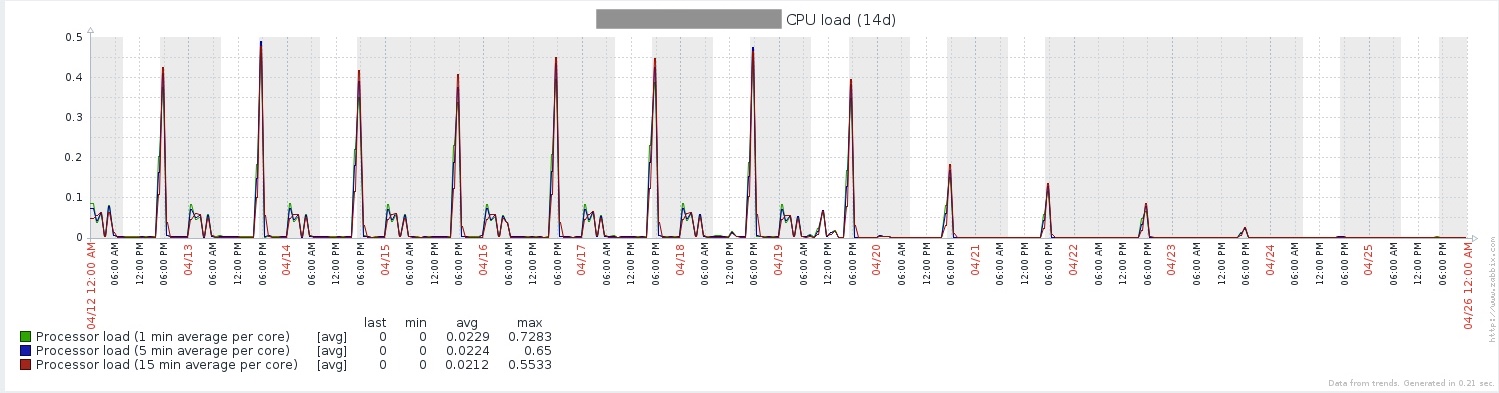 CPU load (14d)
0.5
0.4
0.3
0.2
0.1
0
04/12 12:00 AM
06:00 AM
12:00 PM
06:00 PM
04/13
06:00 AM
12:00 PM
06:00 PM
04/14
06:00 AM
12:00 PM
06:00 PM
04/15
06:00 AM
12:00 PM
06:00 PM
04/16
06:00 AM
12:00 PM
06:00 PM
04/17
06:00 AM
12:00 PM
06:00 PM
04/18
06:00 AM
12:00 PM
06:00 PM
04/19
06:00 AM
12:00 PM
06:00 PM
04/20
06:00 AM
12:00 PM
06:00 PM
04/21
06:00 AM
12:00 PM
06:00 PM
04/22
06:00 AM
12:00 PM
06:00 PM
04/23
06:00 AM
12:00 PM
06:00 PM
04/24
06:00 AM
12:00 PM
06:00 PM
04/25
06:00 AM
12:00 PM
06:00 PM
04/26 12:00 AM
http://www.zabbix.com
last min avg max
Processor load (1 min average per core) [avg] 0 0 0.0229 0.7283
Processor load (5 min average per core) [avg] 0 0 0.0224 0.65
Processor load (15 min average per core) [avg] 0 0 0.0212 0.5533
Data from trends. Generated in 0.21 sec.